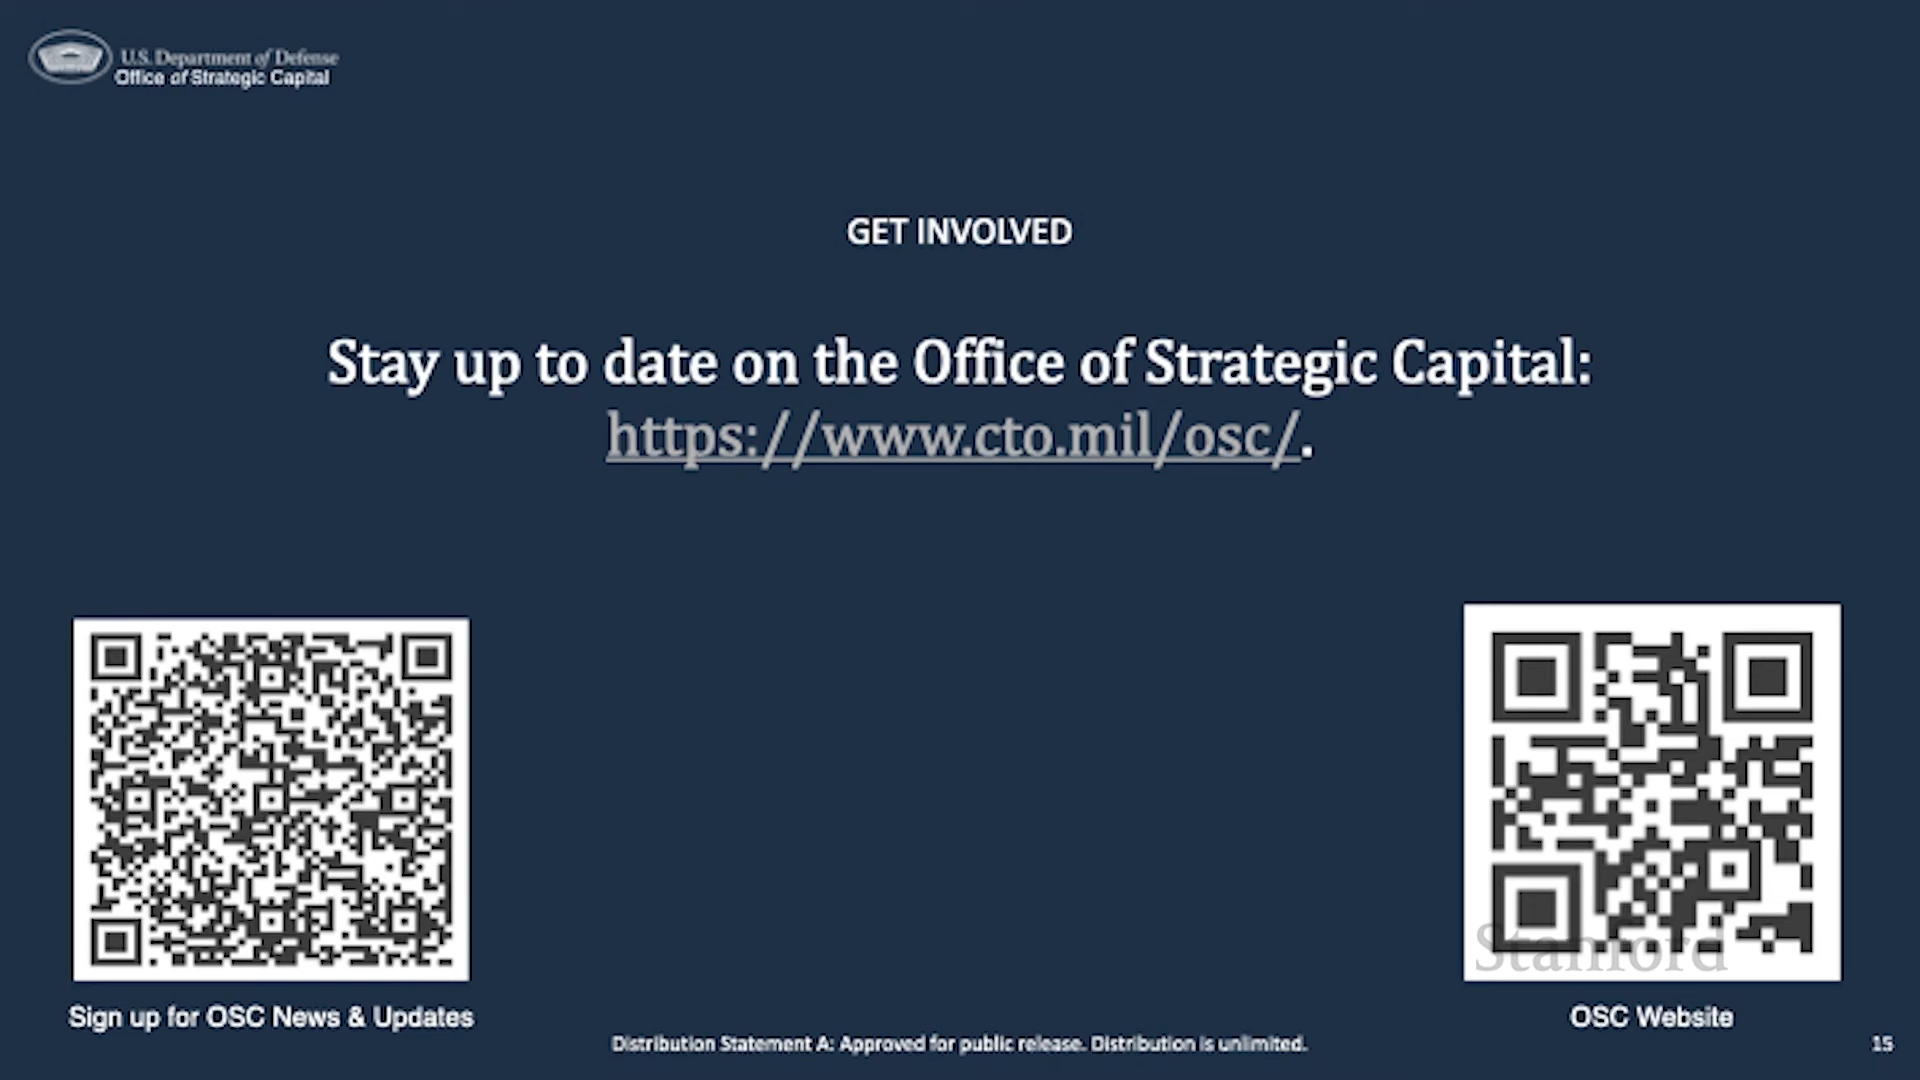 U.S. Department of Defense
Office of Strategic Capital
GET INVOLVED
Stay up to date on the Office of Strategic Capital:
https://www.cto.mil/osc/.
Stanford
Sign up for OSC News & Updates
OSC Website
Distribution Statement A: Approved for public release. Distribution is unlimited.
15